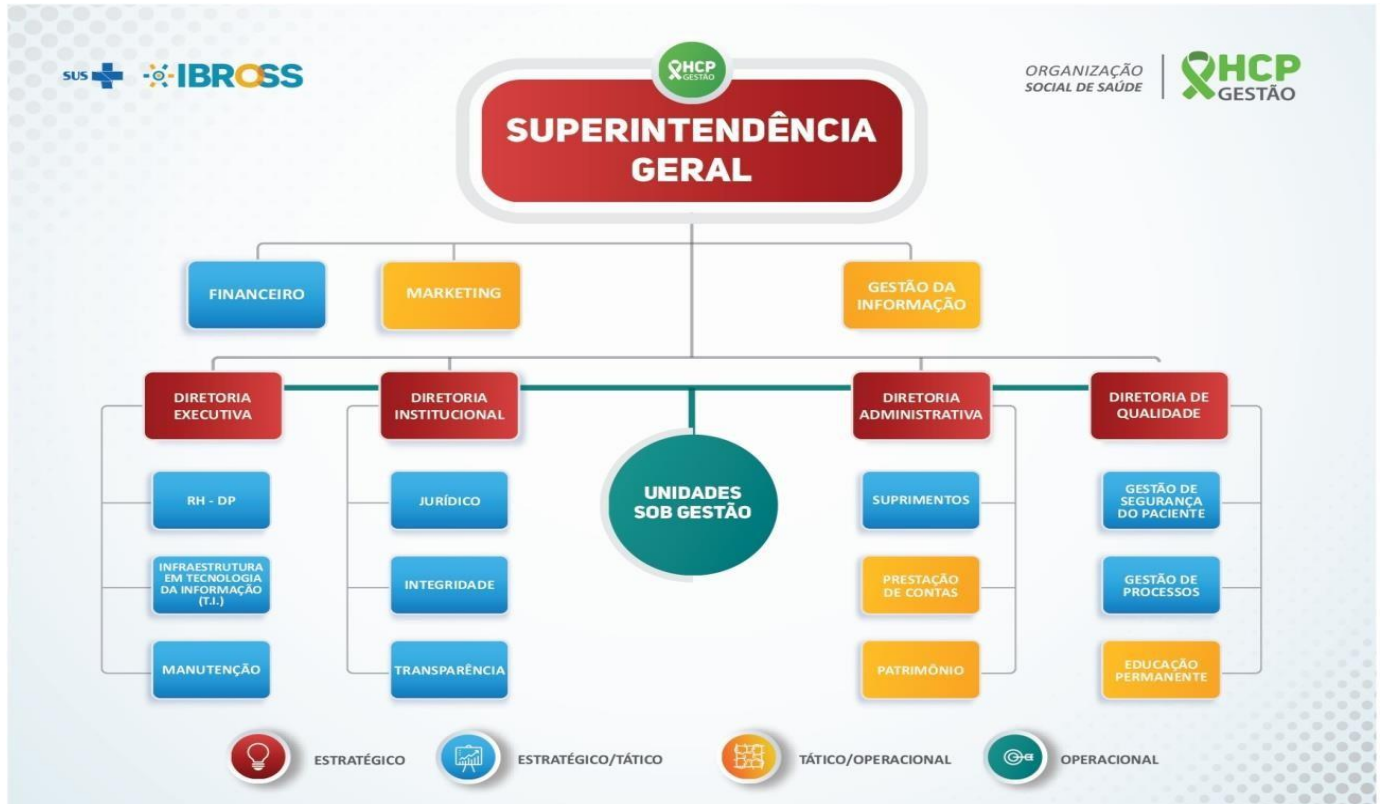 SUS
IBROSS
HCP
GESTÃO
ORGANIZAÇÃO
SOCIAL DE SAÚDE
HCP
GESTÃO
SUPERINTENDÊNCIA
GERAL
FINANCEIRO
MARKETING
GESTÃO DA
INFORMAÇÃO
DIRETORIA
EXECUTIVA
DIRETORIA
INSTITUCIONAL
DIRETORIA
ADMINISTRATIVA
DIRETORIA DE
QUALIDADE
UNIDADES
SOB GESTÃO
RH - DP
JURÍDICO
SUPRIMENTOS
GESTÃO DE
SEGURANÇA
DO PACIENTE
INFRAESTRUTURA
EM TECNOLOGIA
DA INFORMAÇÃO
(T.I.)
INTEGRIDADE
PRESTAÇÃO
DE CONTAS
GESTÃO DE
PROCESSOS
MANUTENÇÃO
TRANSPARÊNCIA
PATRIMÔNIO
EDUCAÇÃO
PERMANENTE
ESTRATÉGICO
ESTRATÉGICO/TÁTICO
TÁTICO/OPERACIONAL
OPERACIONAL